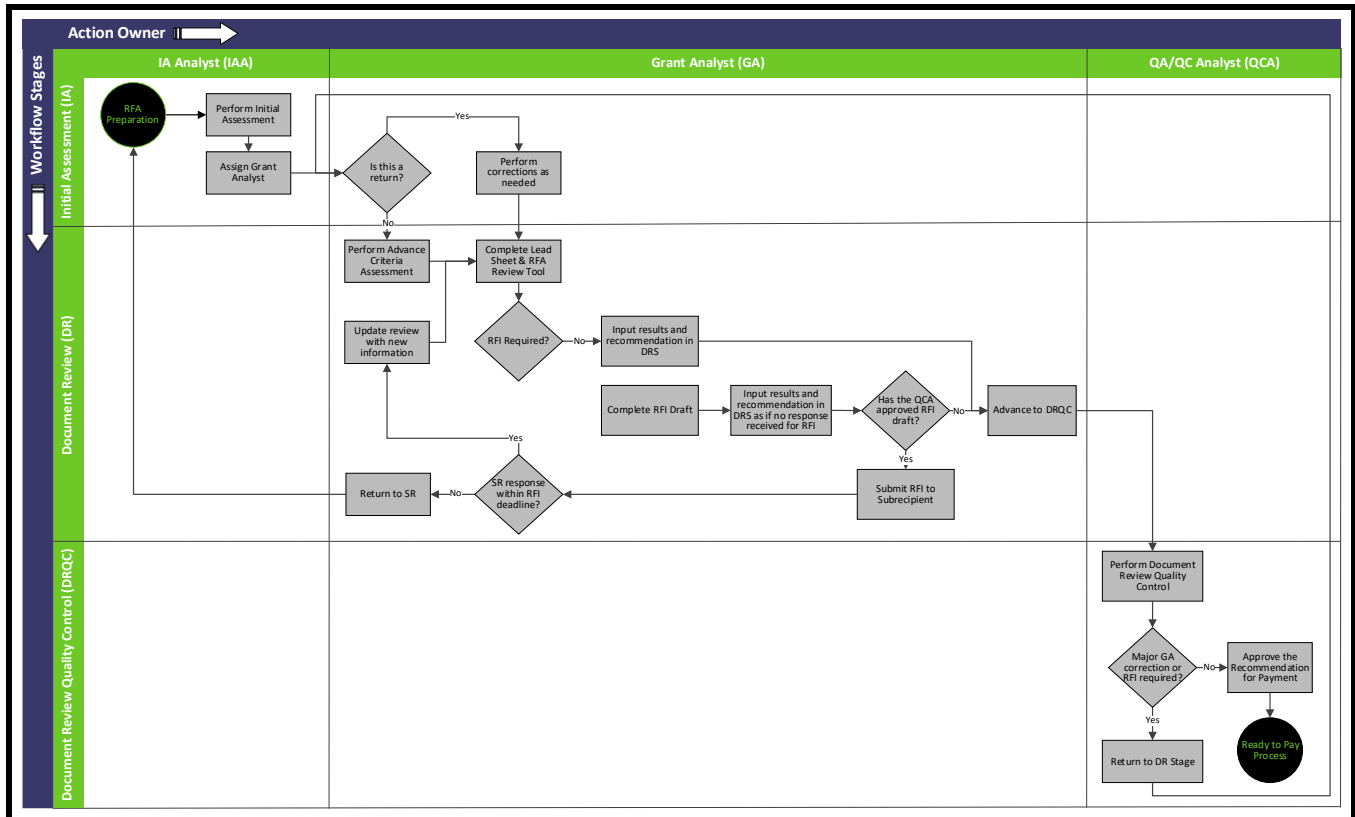 Action Owner
Workflow Stages
IA Analyst (IAA)
Grant Analyst (GA)
QA/QC Analyst (QCA)
Initial Assessment (IA)
RFA
Preparation
Perform Initial
Assessment
Assign Grant
Analyst
Is this a
return?
Yes
Perform
corrections as
needed
No
Document Review (DR)
Perform Advance
Criteria
Assessment
Complete Lead
Sheet & RFA
Review Tool
Update review
with new
information
RFI Required?
No
Input results and
recommendation in
DRS
Complete RFI Draft
Input results and
recommendation in
DRS as if no response
received for RFI
Has the QCA
approved RFI
draft?
No
Advance to DRQC
Yes
Submit RFI to
Subrecipient
Yes
SR response
within RFI
deadline?
No
Return to SR
Document Review Quality Control (DRQC)
Perform Document
Review Quality
Control
Major GA
correction or
RFI required?
No
Approve the
Recommendation
for Payment
Yes
Return to DR Stage
Ready to Pay
Process